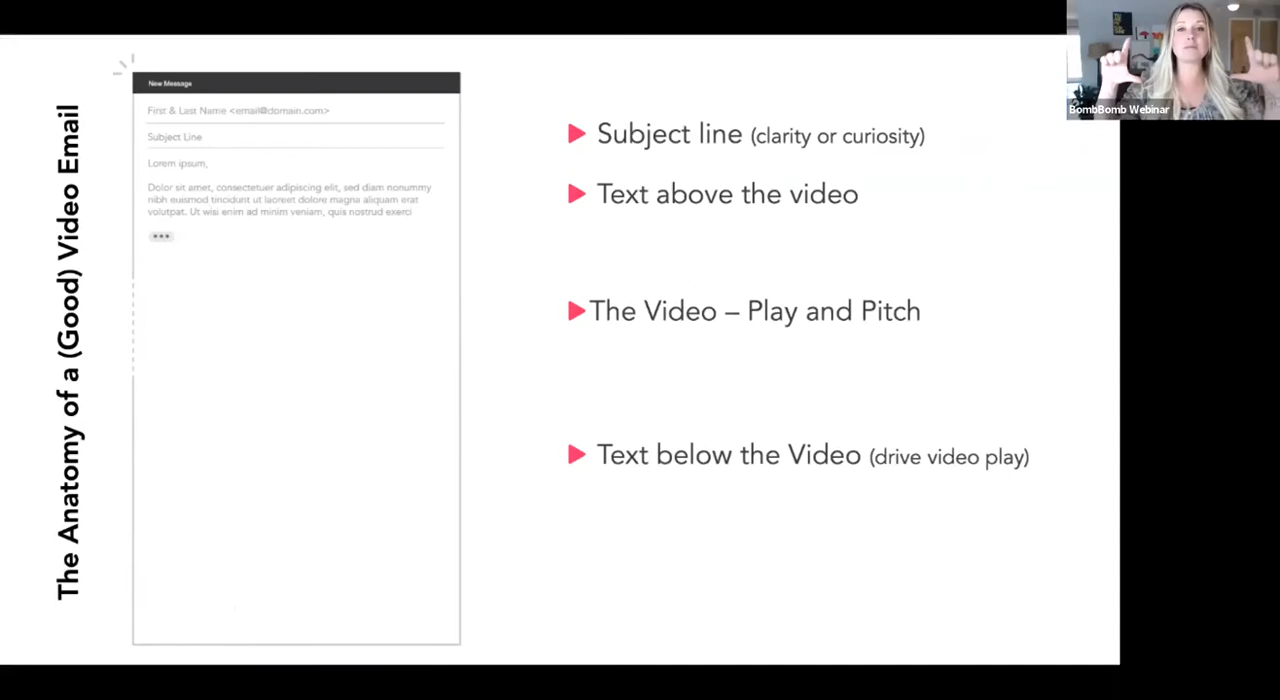 The Anatomy of a (Good) Video Email
New Message
First & Last Name <email@domain.com>
Subject Line
Lorem ipsum,
Dolor sit amet, consectetuer adipiscing elit, sed diam nonummy
nibh euismod tincidunt ut laoreet dolore magna aliquam erat
volutpat. Ut wisi enim ad minim veniam, quis nostrud exerci
Subject line (clarity or curiosity)
Text above the video
The Video – Play and Pitch
Text below the Video (drive video play)
BombBomb Webinar